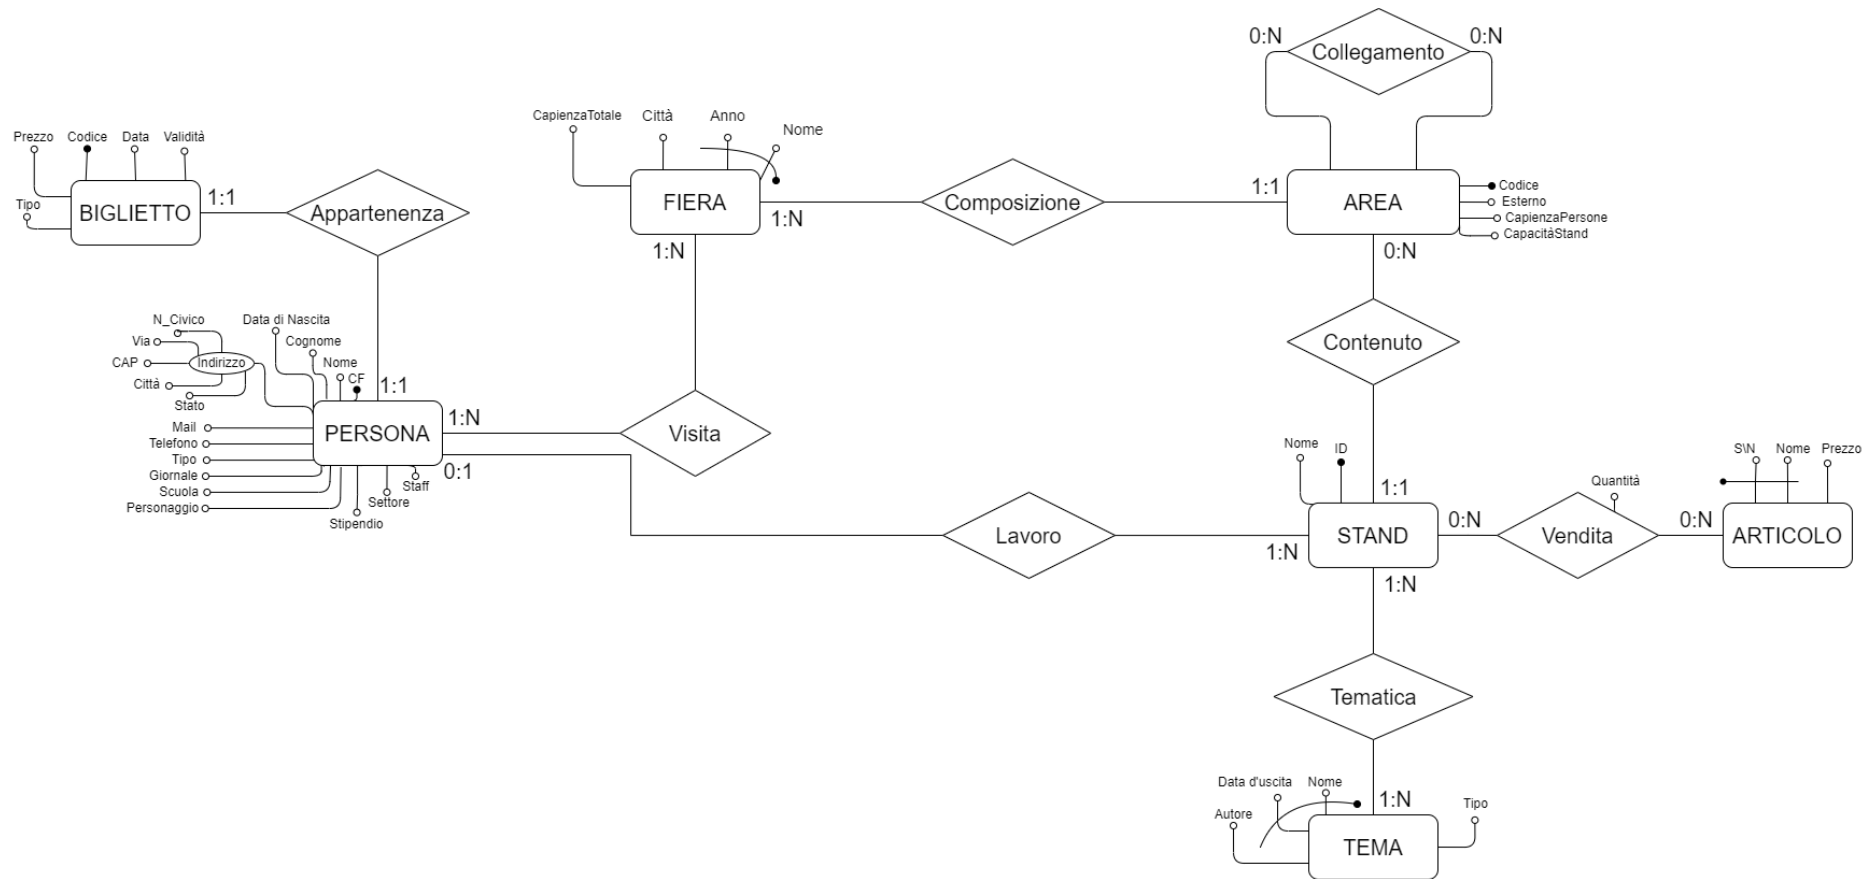 0:N
Collegamento
0:N
CapienzaTotale
Città
Anno
Nome
Prezzo
Codice
Data
Validità
Tipo
BIGLIETTO
1:1
Appartenenza
FIERA
1:N
1:N
Composizione
1:1
AREA
Codice
Esterno
CapienzaPersone
CapacitàStand
0:N
N_Civico
Via
CAP
Indirizzo
Città
Stato
Data di Nascita
Cognome
Nome
CF
1:1
Contenuto
PERSONA
1:N
0:1
Visita
Mail
Telefono
Tipo
Giornale
Scuola
Personaggio
Stipendio
Settore
Staff
Nome
ID
1:1
Lavoro
1:N
STAND
0:N
1:N
Quantità
Vendita
0:N
S\N
Nome
Prezzo
ARTICOLO
Tematica
Data d'uscita
Nome
1:N
Tipo
Autore
TEMA